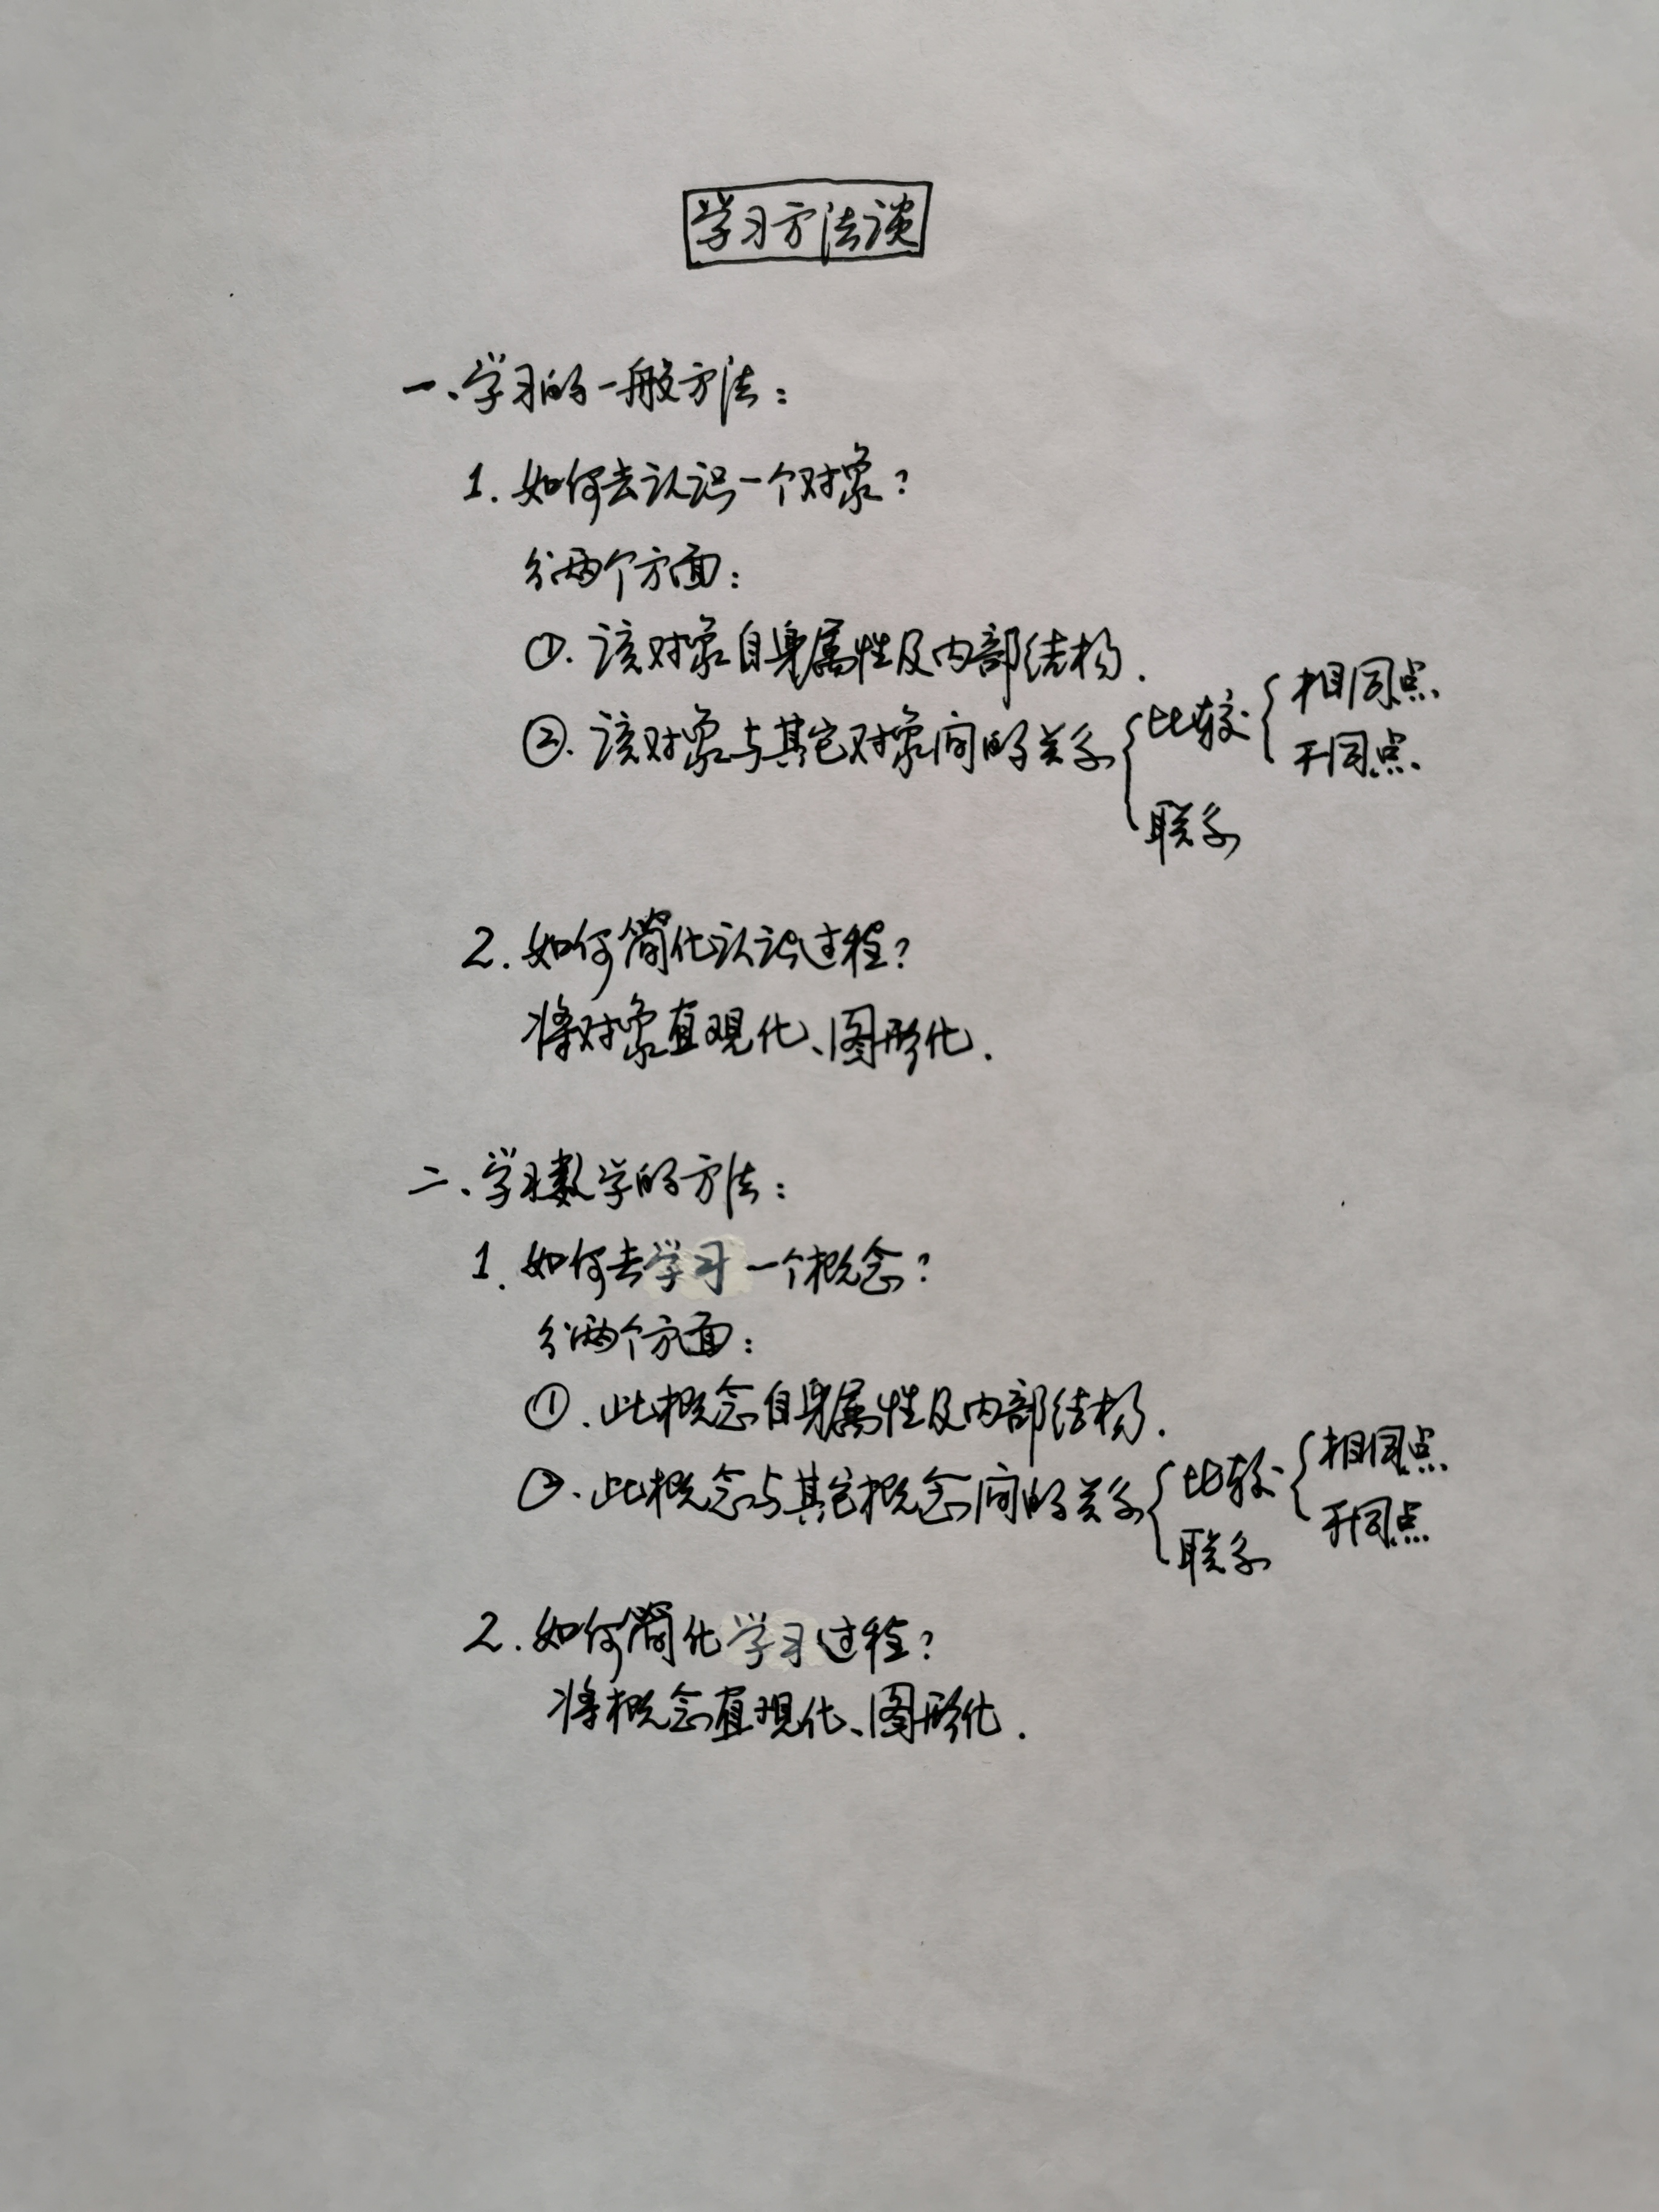 学习方法谈
一、学习的一般方法：
1. 如何去认识一个对象？
分两个方面：
①. 该对象自身属性及内部结构.
②. 该对象与其它对象间的关系 { 比较 { 相同点.
不同点.
联系
2. 如何简化认识过程？
将对象直观化、图形化.
二、学习数学的方法：
1. 如何去学习一个概念？
分两个方面：
①. 此概念自身属性及内部结构.
②. 此概念与其它概念间的关系 { 比较 { 相同点
不同点
联系
2. 如何简化学习过程？
将概念直观化、图形化.